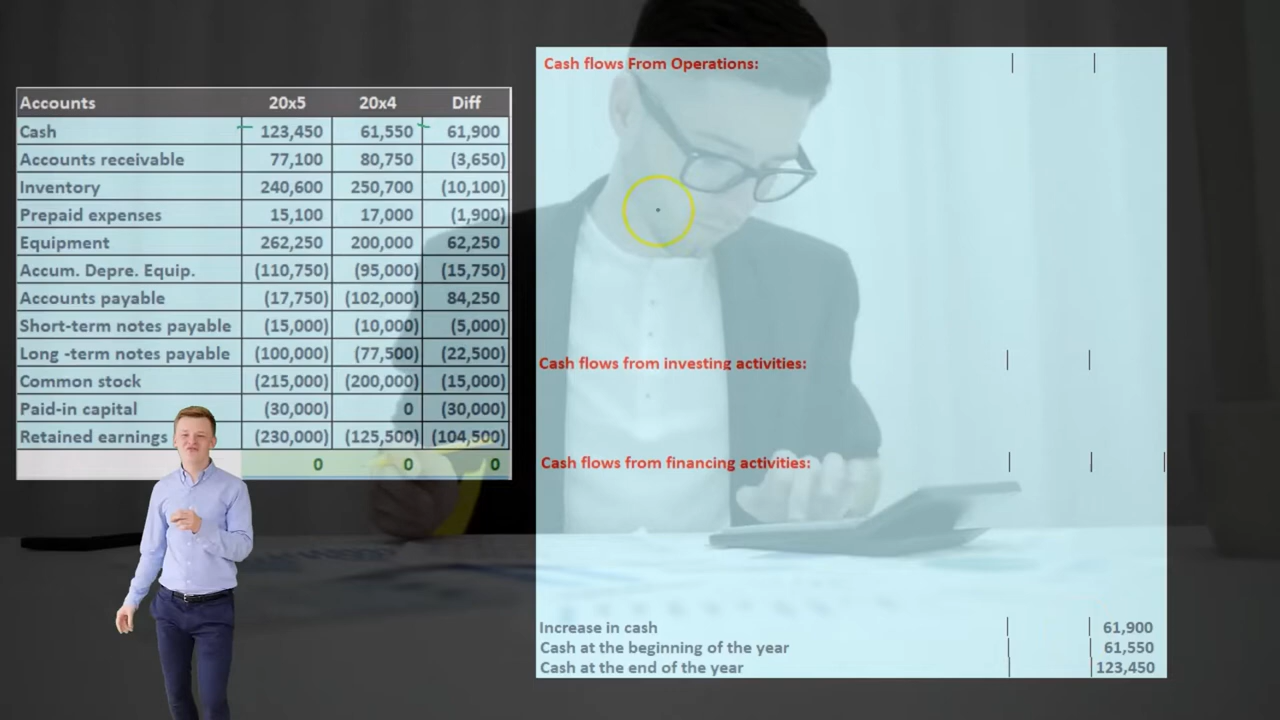 Accounts 20x5 20x4 Diff
Cash 123,450 61,550 61,900
Accounts receivable 77,100 80,750 (3,650)
Inventory 240,600 250,700 (10,100)
Prepaid expenses 15,100 17,000 (1,900)
Equipment 262,250 200,000 62,250
Accum. Depre. Equip. (110,750) (95,000) (15,750)
Accounts payable (17,750) (102,000) 84,250
Short-term notes payable (15,000) (10,000) (5,000)
Long -term notes payable (100,000) (77,500) (22,500)
Common stock (215,000) (200,000) (15,000)
Paid-in capital (30,000) 0 (30,000)
Retained earnings (230,000) (125,500) (104,500)
0 0 0
Cash flows From Operations:
Cash flows from investing activities:
Cash flows from financing activities:
Increase in cash 61,900
Cash at the beginning of the year 61,550
Cash at the end of the year 123,450